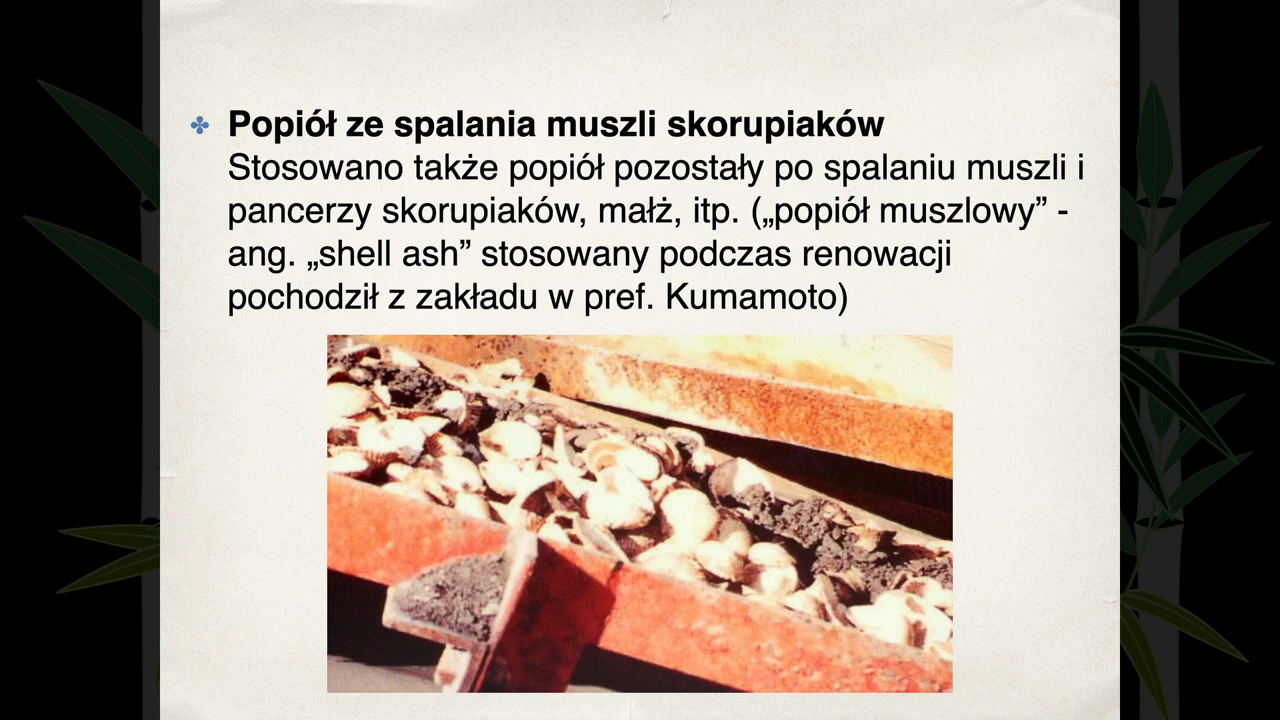 Popiół ze spalania muszli skorupiaków
Stosowano także popiół pozostały po spalaniu muszli i
pancerzy skorupiaków, małż, itp. („popiół muszlowy” -
ang. „shell ash” stosowany podczas renowacji
pochodził z zakładu w pref. Kumamoto)